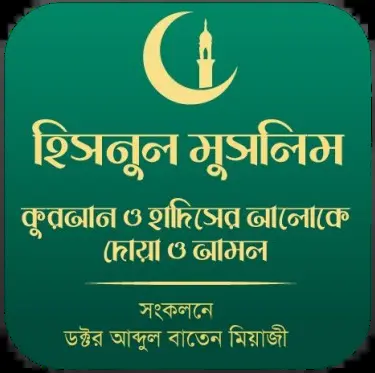 হিসনুল মুসলিম
কুরআন ও হাদিসের আলোকে
দোয়া ও আমল
সংকলনে
ডক্টর আব্দুল বাতেন মিয়াজী